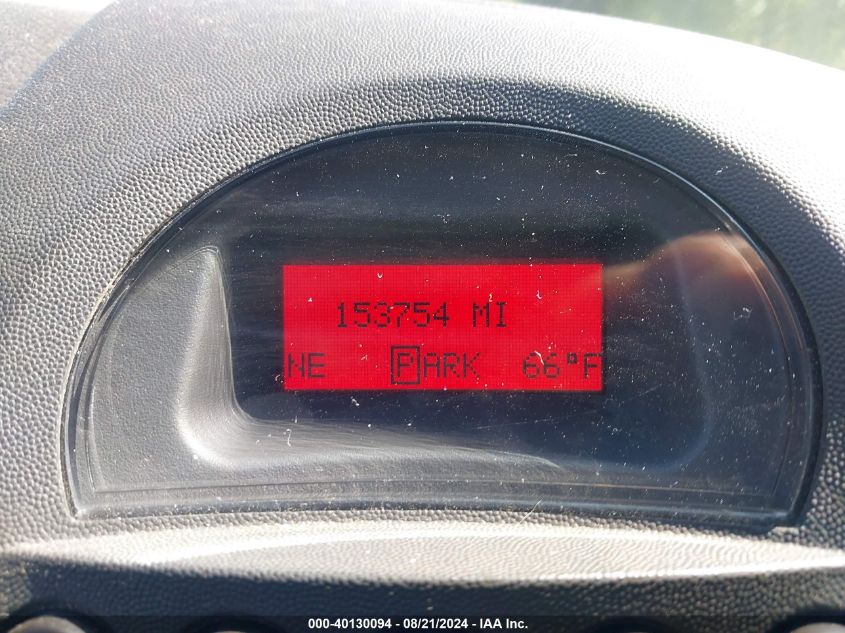 153754 MI
NE PARK 66°F
000-40130094 - 08/21/2024 - IAA Inc.